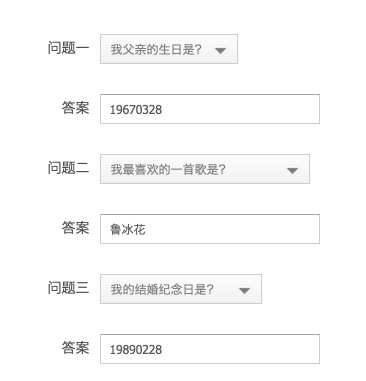 问题一 我父亲的生日是?
答案 19670328
问题二 我最喜欢的一首歌是?
答案 鲁冰花
问题三 我的结婚纪念日是?
答案 19890228